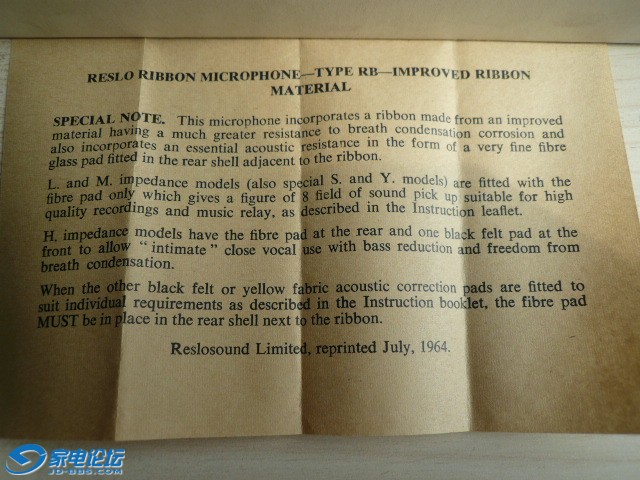 RESLO RIBBON MICROPHONE—TYPE RB—IMPROVED RIBBON
MATERIAL
SPECIAL NOTE. This microphone incorporates a ribbon made from an improved
material having a much greater resistance to breath condensation corrosion and
also incorporates an essential acoustic resistance in the form of a very fine fibre
glass pad fitted in the rear shell adjacent to the ribbon.
L. and M. impedance models (also special S. and Y. models) are fitted with the
fibre pad only which gives a figure of 8 field of sound pick up suitable for high
quality recordings and music relay, as described in the Instruction leaflet.
H. impedance models have the fibre pad at the rear and one black felt pad at the
front to allow "intimate" close vocal use with bass reduction and freedom from
breath condensation.
When the other black felt or yellow fabric acoustic correction pads are fitted to
suit individual requirements as described in the Instruction booklet, the fibre pad
MUST be in place in the rear shell next to the ribbon.
Reslosound Limited, reprinted July, 1964.
家电论坛
JD-BBS.COM